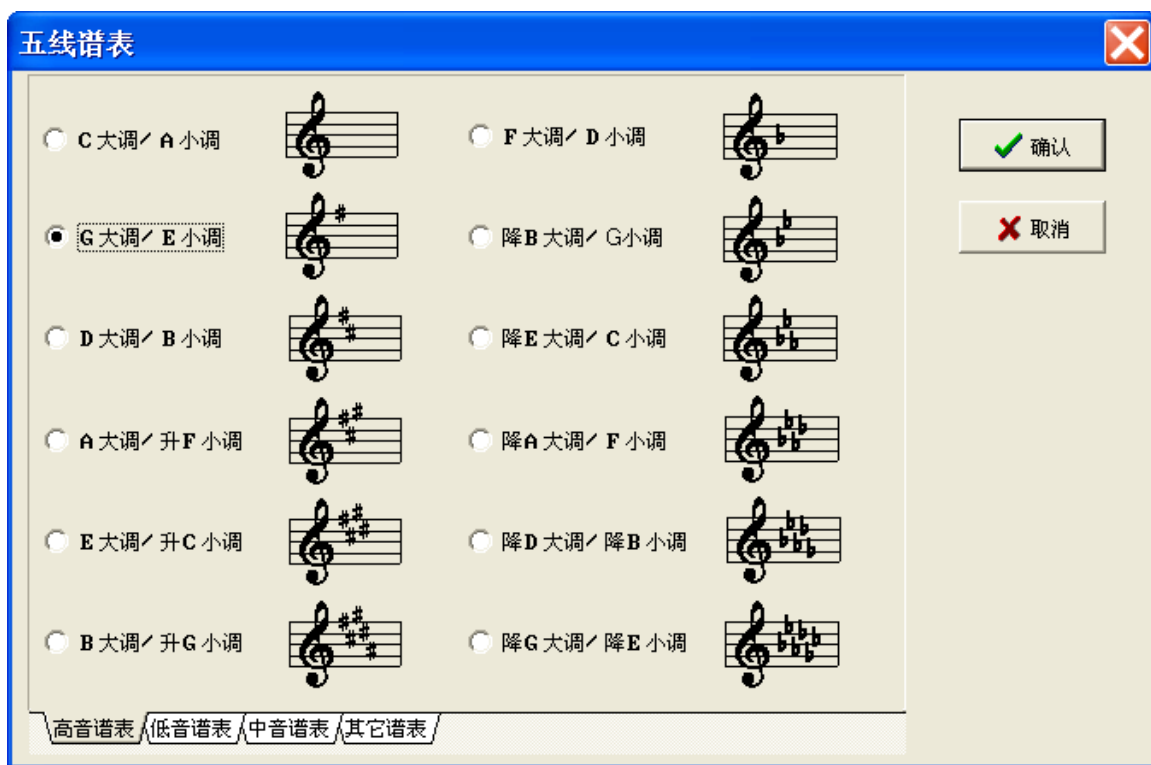 五线谱表
C 大调/ A 小调
F 大调/ D 小调
确认
G 大调/ E 小调
降B 大调/ G小调
取消
D 大调/ B 小调
降E 大调/ C 小调
A 大调/ 升F 小调
降A 大调/ F 小调
E 大调/ 升C 小调
降D 大调/ 降B 小调
B 大调/ 升G 小调
降G 大调/ 降E 小调
高音谱表 低音谱表 中音谱表 其它谱表